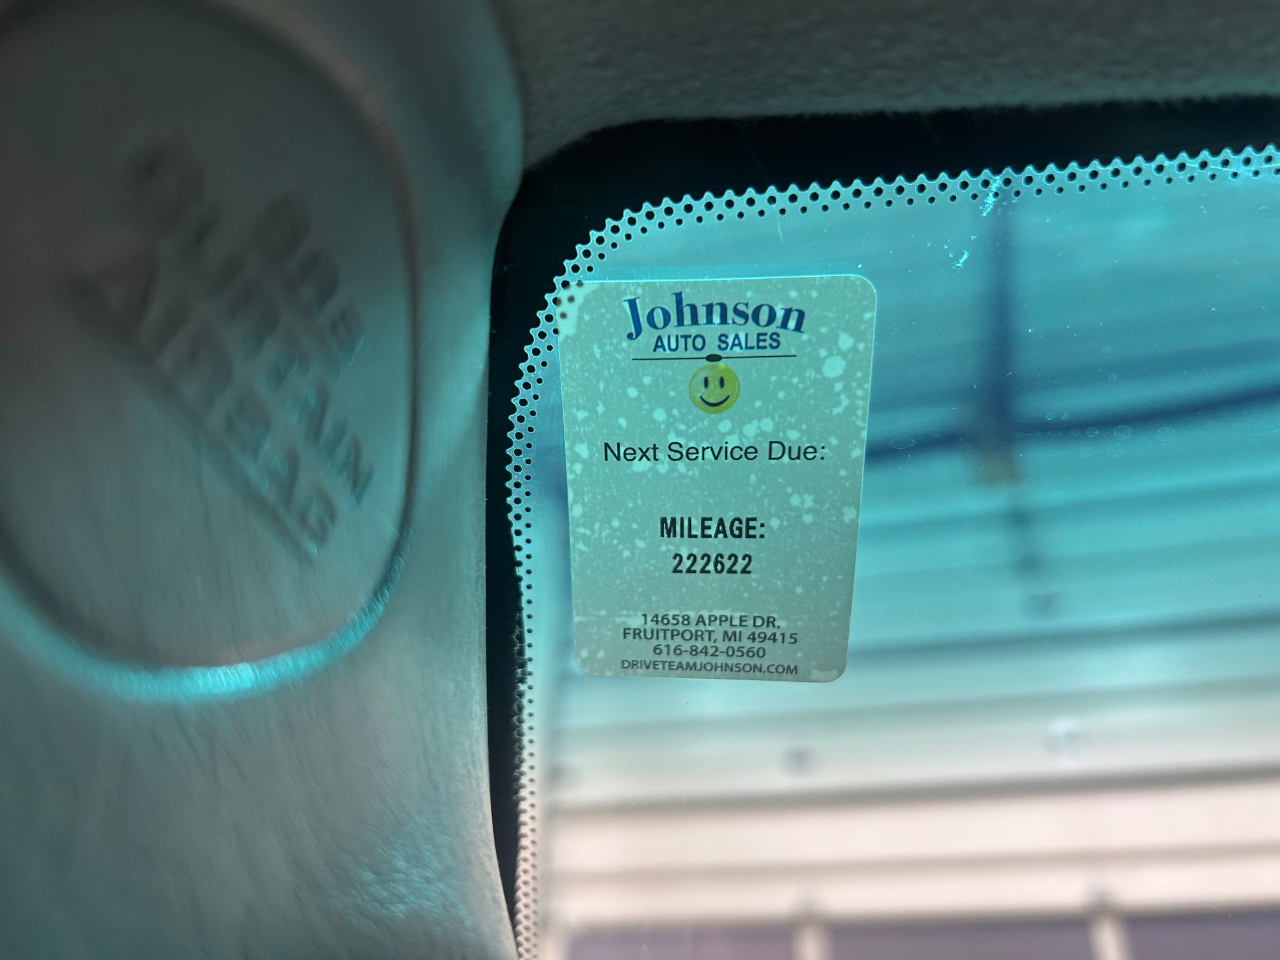 Johnson
AUTO SALES
Next Service Due:
MILEAGE:
222622
14658 APPLE DR.
FRUITPORT, MI 49415
616-842-0560
DRIVETEAMJOHNSON.COM